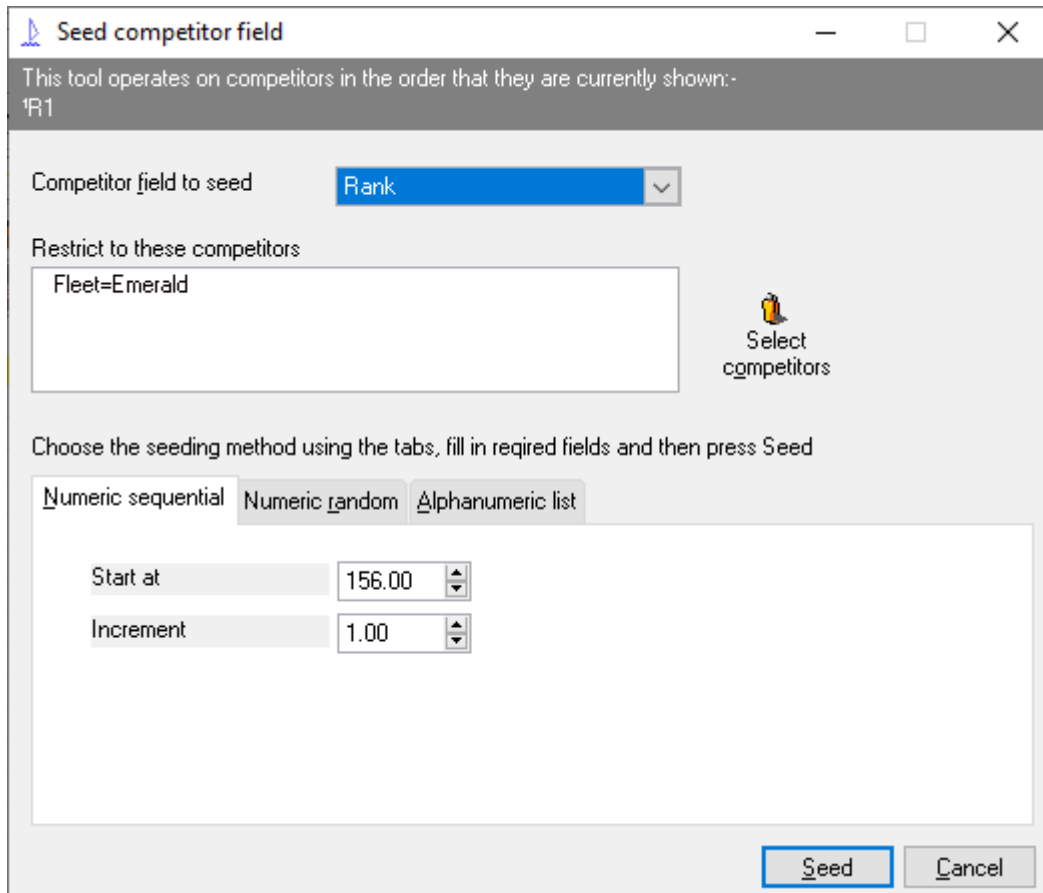 Seed competitor field
This tool operates on competitors in the order that they are currently shown:-
'R1
Competitor field to seed
Rank
Restrict to these competitors
Fleet=Emerald
Select
competitors
Choose the seeding method using the tabs, fill in reqired fields and then press Seed
Numeric sequential Numeric random Alphanumeric list
Start at 156.00
Increment 1.00
Seed Cancel